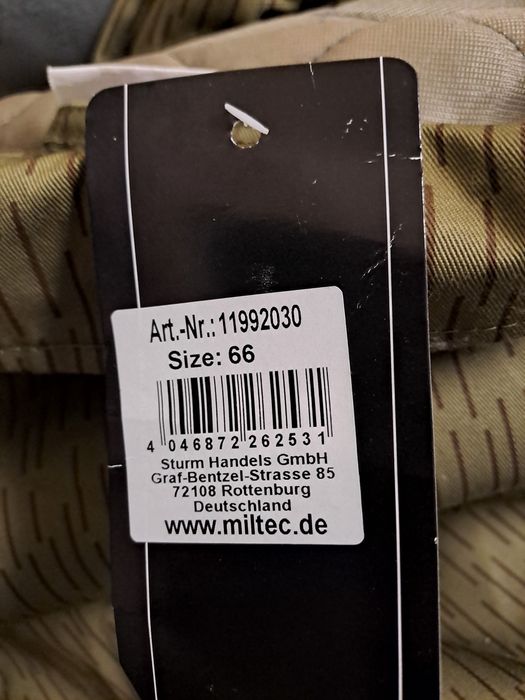 Art.-Nr.: 11992030
Size: 66
4 046872 262531
Sturm Handels GmbH
Graf-Bentzel-Strasse 85
72108 Rottenburg
Deutschland
www.miltec.de